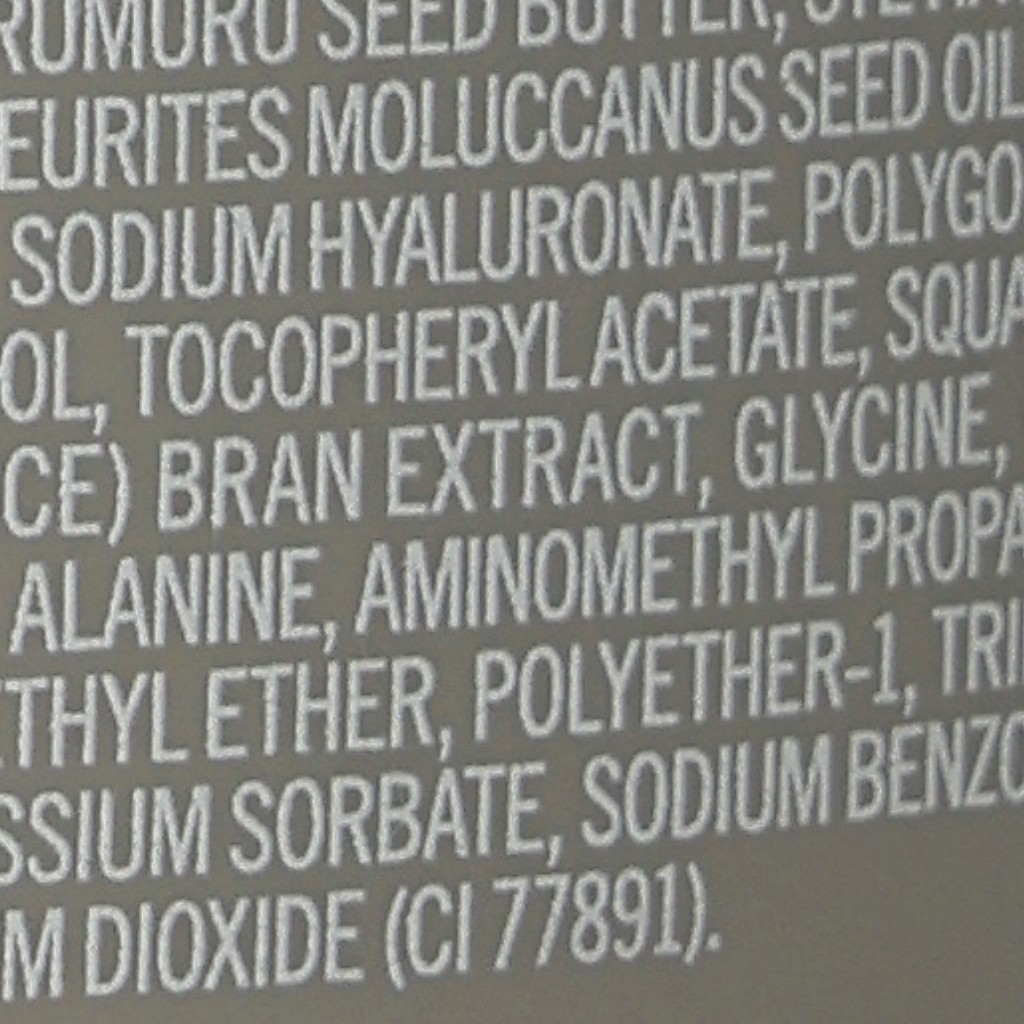 RUMURU SEED BUTTER,
EURITES MOLUCCANUS SEED OIL
SODIUM HYALURONATE, POLYGO
OL, TOCOPHERYL ACETATE, SQUA
CE) BRAN EXTRACT, GLYCINE,
ALANINE, AMINOMETHYL PROPA
THYL ETHER, POLYETHER-1, TRI
SSIUM SORBATE, SODIUM BENZO
M DIOXIDE (CI 77891).